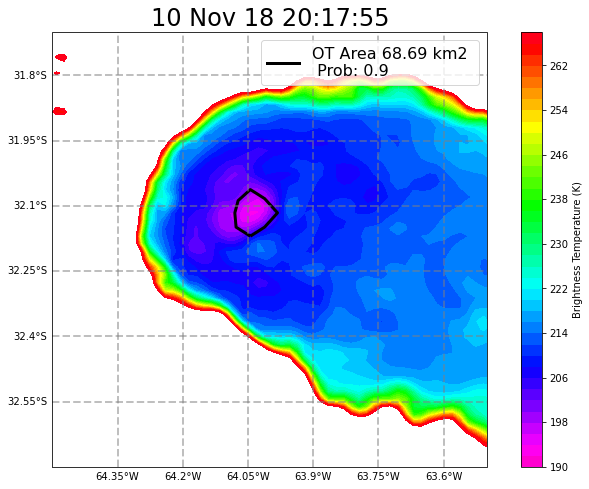 10 Nov 18 20:17:55
OT Area 68.69 km2
Prob: 0.9
31.8°S
31.95°S
32.1°S
32.25°S
32.4°S
32.55°S
64.35°W
64.2°W
64.05°W
63.9°W
63.75°W
63.6°W
262
254
246
238
230
222
214
206
198
190
Brightness Temperature (K)